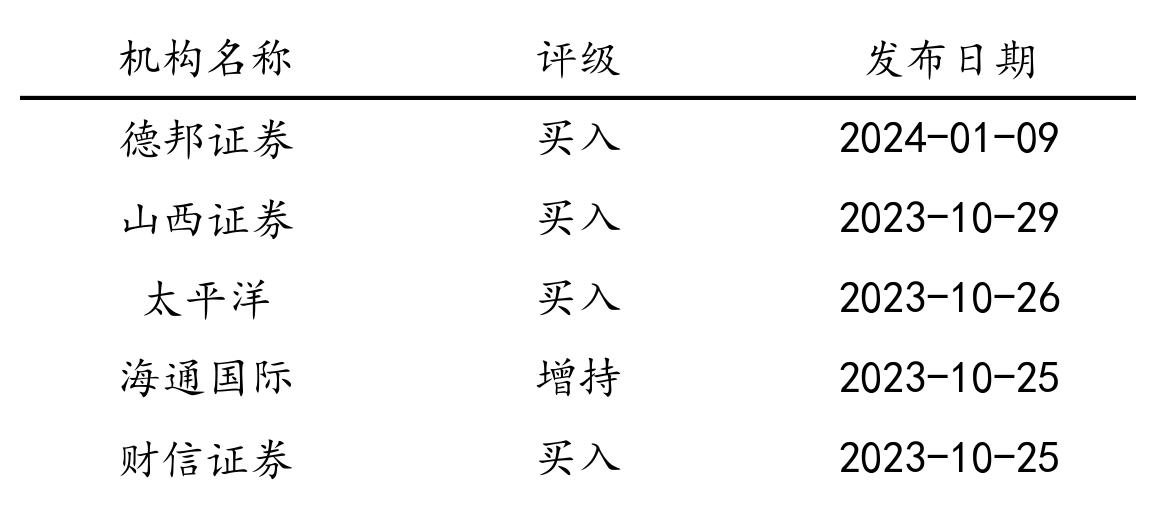 机构名称 评级 发布日期
德邦证券 买入 2024-01-09
山西证券 买入 2023-10-29
太平洋 买入 2023-10-26
海通国际 增持 2023-10-25
财信证券 买入 2023-10-25